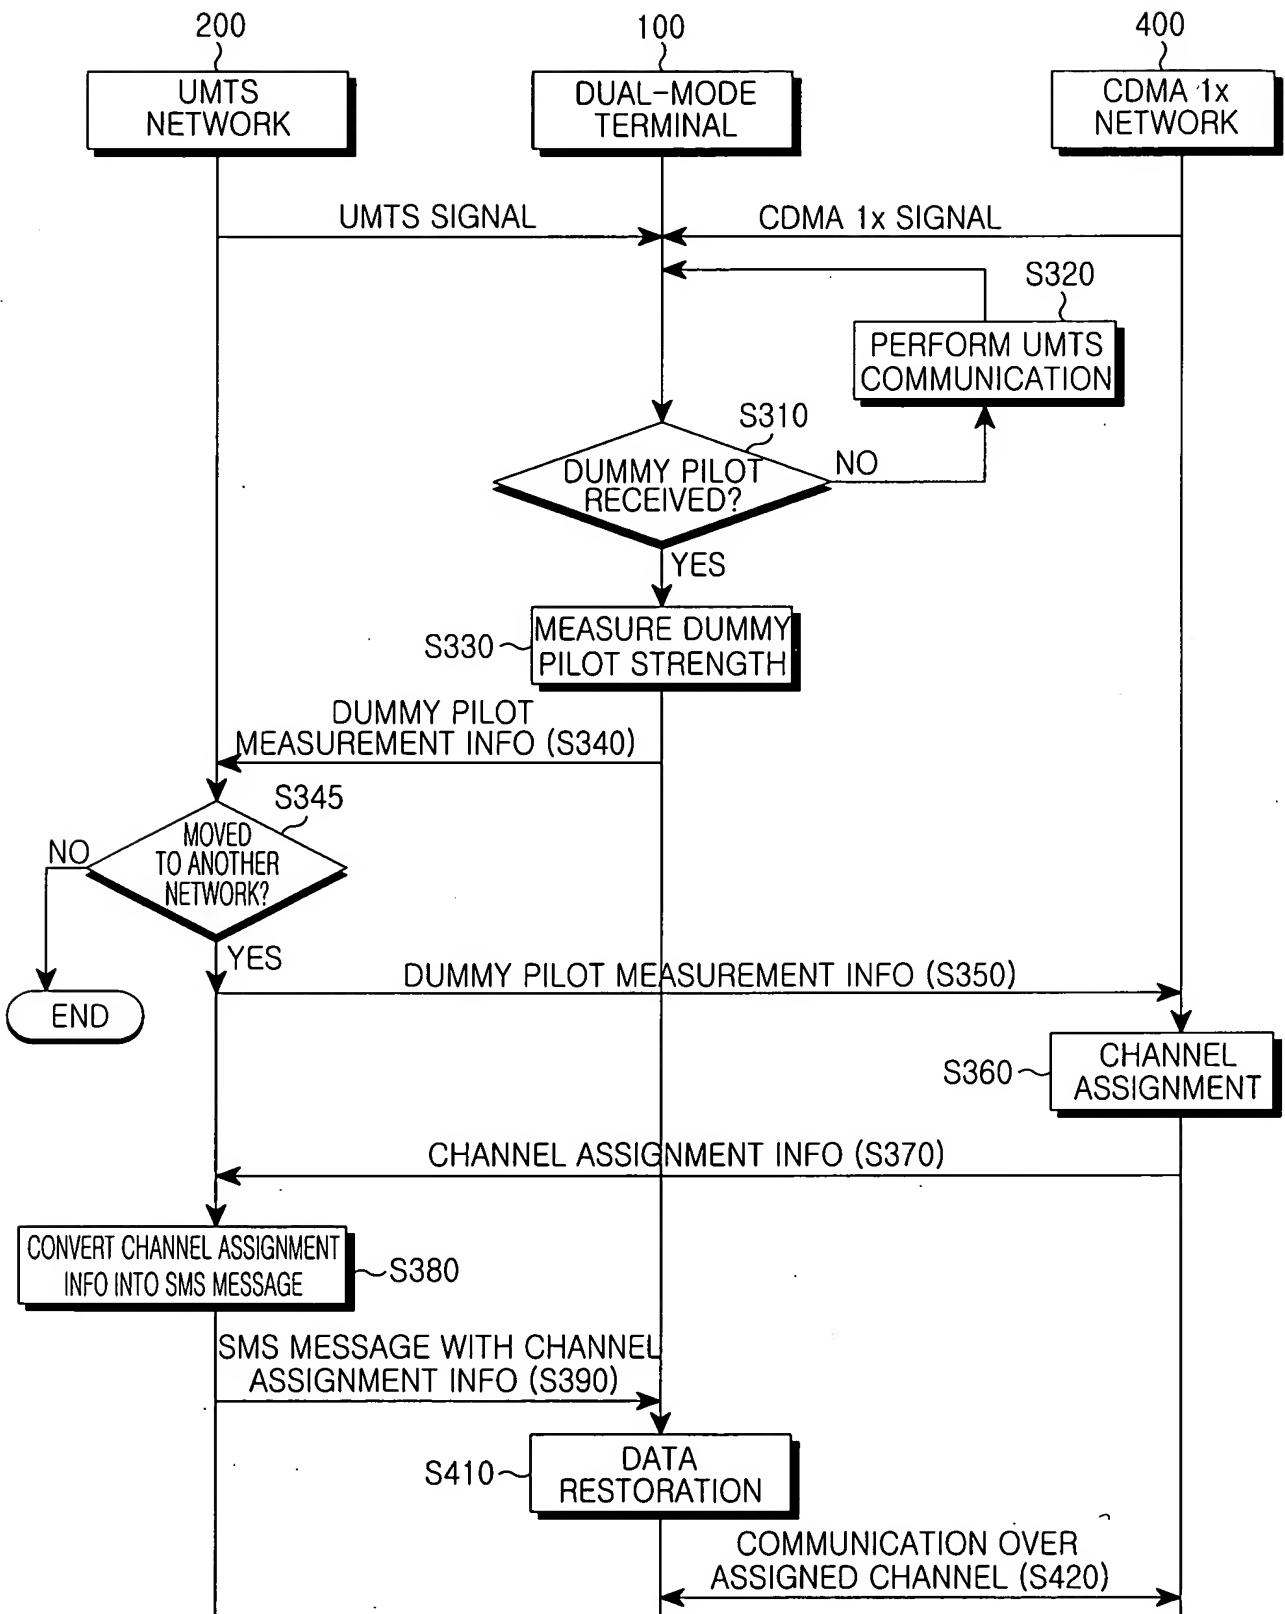 200
100
400
UMTS
NETWORK
DUAL-MODE
TERMINAL
CDMA 1x
NETWORK
UMTS SIGNAL
CDMA 1x SIGNAL
S320
PERFORM UMTS
COMMUNICATION
S310
DUMMY PILOT
RECEIVED?
NO
YES
S330
MEASURE DUMMY
PILOT STRENGTH
DUMMY PILOT
MEASUREMENT INFO (S340)
S345
MOVED
TO ANOTHER
NETWORK?
NO
YES
END
DUMMY PILOT MEASUREMENT INFO (S350)
S360
CHANNEL
ASSIGNMENT
CHANNEL ASSIGNMENT INFO (S370)
CONVERT CHANNEL ASSIGNMENT
INFO INTO SMS MESSAGE
S380
SMS MESSAGE WITH CHANNEL
ASSIGNMENT INFO (S390)
S410
DATA
RESTORATION
COMMUNICATION OVER
ASSIGNED CHANNEL (S420)